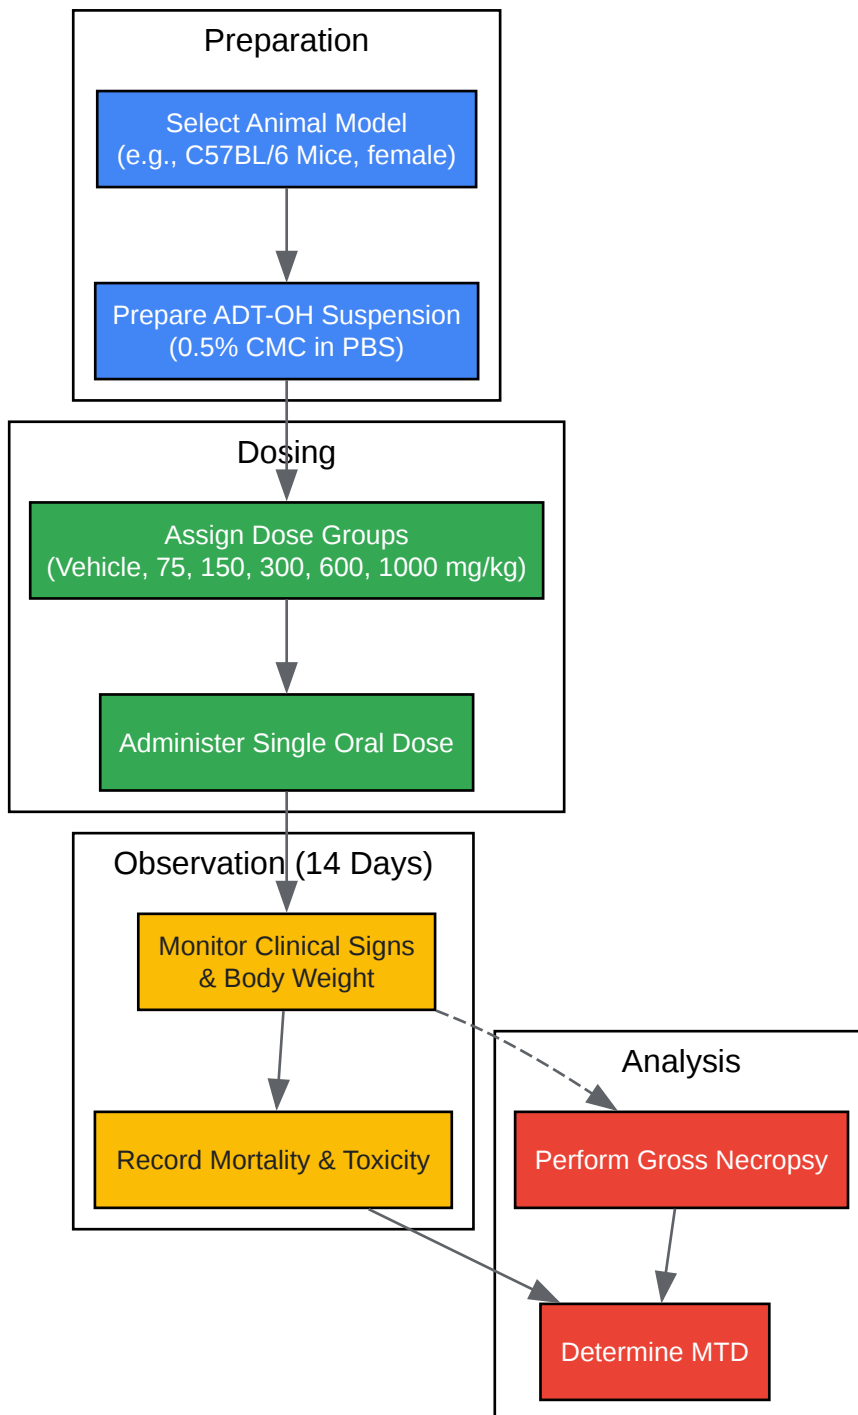 Preparation
Select Animal Model
(e.g., C57BL/6 Mice, female)
Prepare ADT-OH Suspension
(0.5% CMC in PBS)
Dosing
Assign Dose Groups
(Vehicle, 75, 150, 300, 600, 1000 mg/kg)
Administer Single Oral Dose
Observation (14 Days)
Monitor Clinical Signs
& Body Weight
Record Mortality & Toxicity
Analysis
Perform Gross Necropsy
Determine MTD